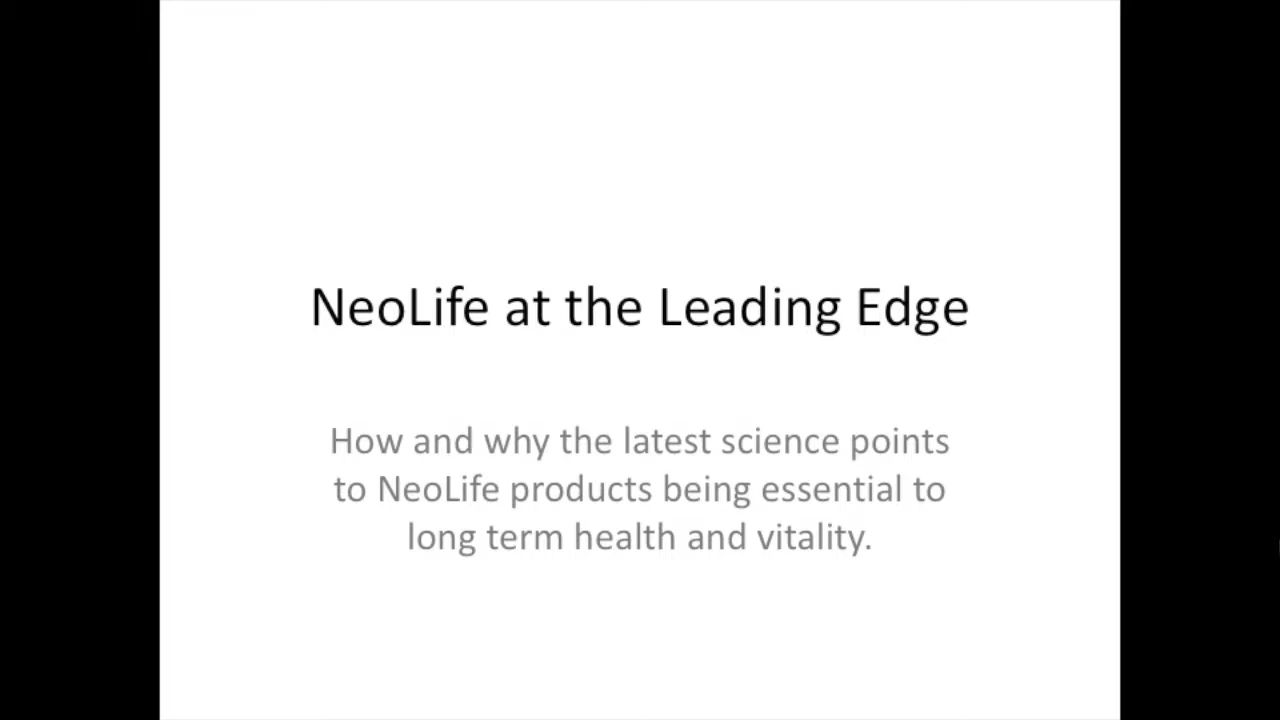 NeoLife at the Leading Edge
How and why the latest science points
to NeoLife products being essential to
long term health and vitality.